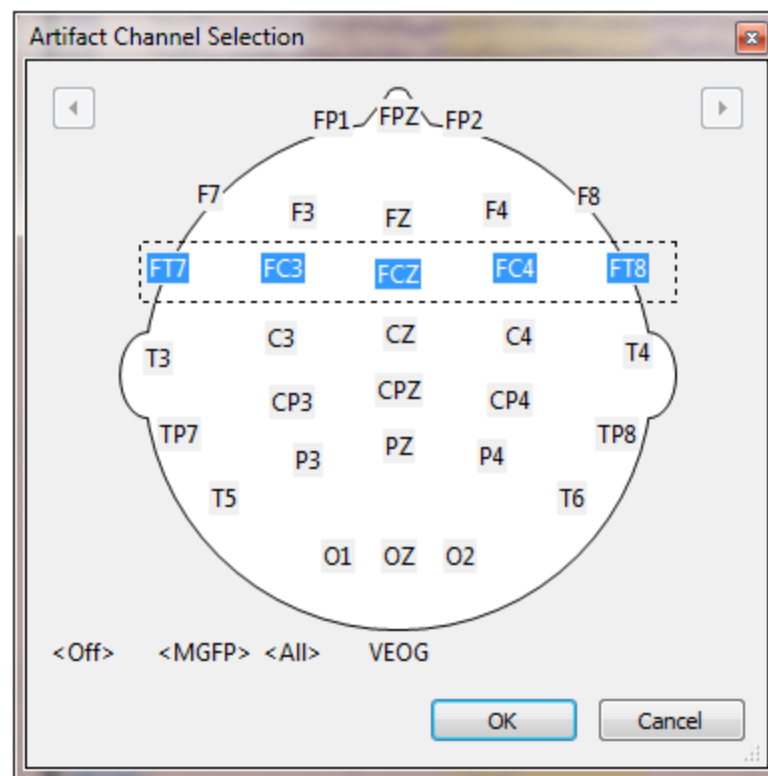 Artifact Channel Selection
FP1 FPZ FP2
F7 F3 FZ F4 F8
FT7 FC3 FCZ FC4 FT8
T3 C3 CZ C4 T4
CP3 CPZ CP4
TP7 P3 PZ P4 TP8
T5 T6
O1 OZ O2
<Off> <MGFP> <All> VEOG
OK Cancel